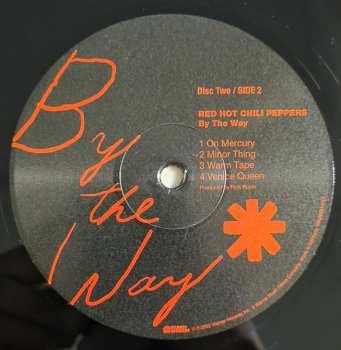 By
the
Way
Disc Two / SIDE 2
RED HOT CHILI PEPPERS
By The Way
1 On Mercury
2 Minor Thing
3 Warm Tape
4 Venice Queen
Produced by Rick Rubin